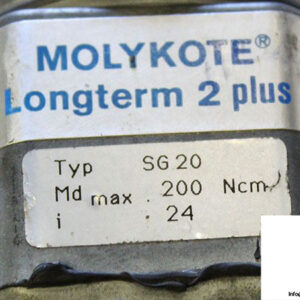 MOLYKOTE®
Longterm 2 plus
Typ SG 20
Md max . 200 Ncm
i . 24